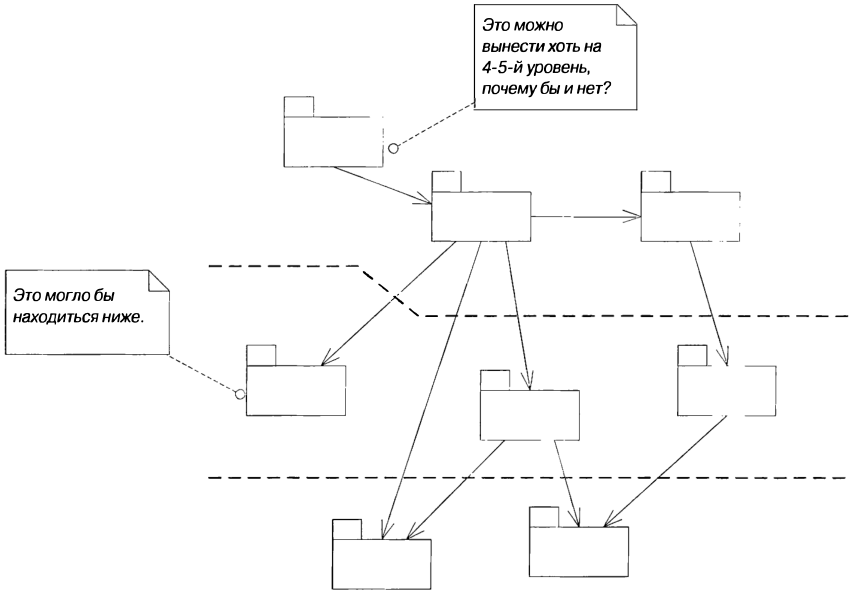 Это можно
вынести хоть на
4-5-й уровень,
почему бы и нет?
Это могло бы
находиться ниже.